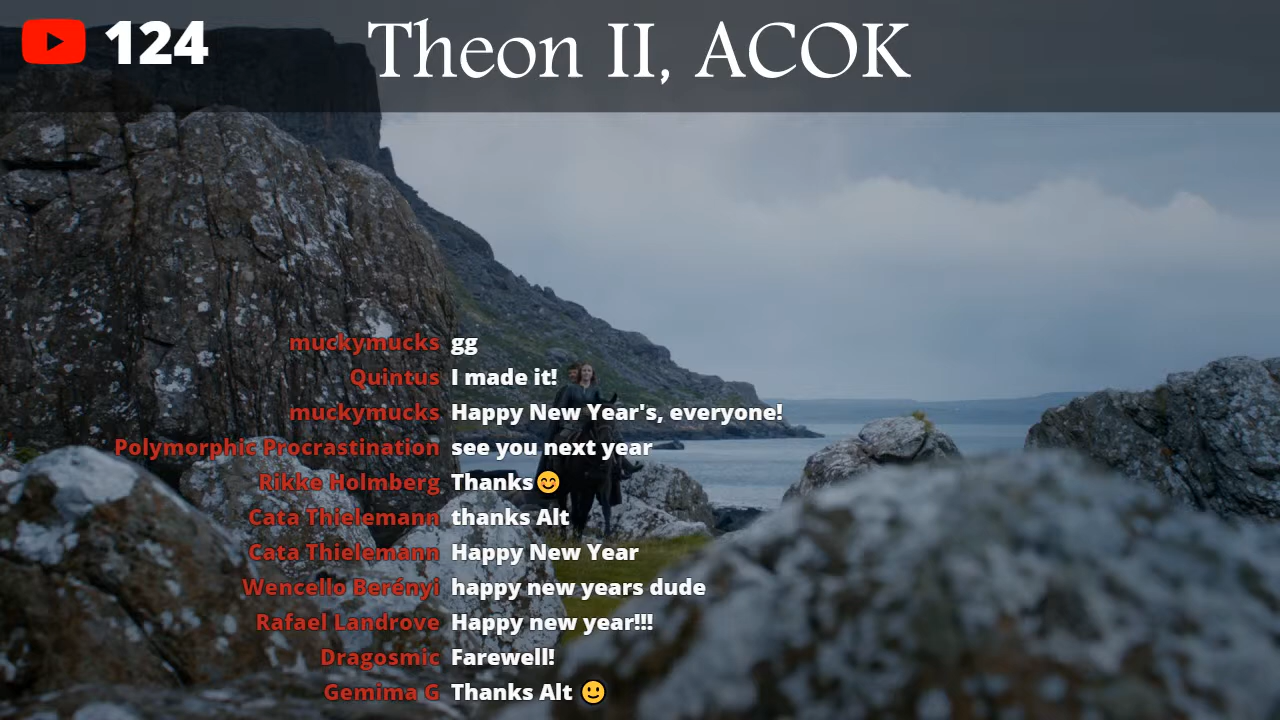 124
Theon II, ACOK
muckymucks gg
Quintus I made it!
muckymucks Happy New Year's, everyone!
Polymorphic Procrastination see you next year
Rikke Holmberg Thanks😊
Cata Thielemann thanks Alt
Cata Thielemann Happy New Year
Wencello Berényi happy new years dude
Rafael Landrove Happy new year!!!
Dragosmic Farewell!
Gemima G Thanks Alt 🙂